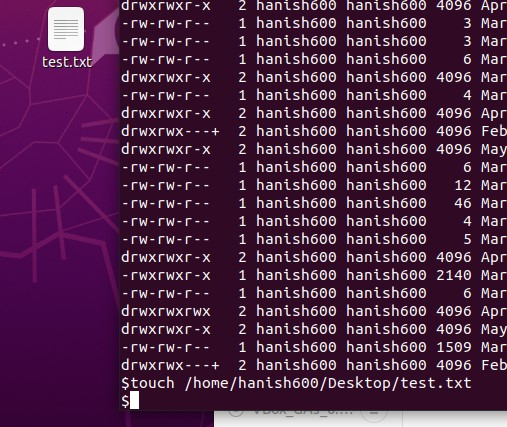 test.txt
drwxrwxr-x 2 hanish600 hanish600 4096 Apr
-rw-rw-r-- 1 hanish600 hanish600 3 Mar
-rw-rw-r-- 1 hanish600 hanish600 3 Mar
-rw-rw-r-- 1 hanish600 hanish600 6 Mar
drwxrwxr-x 2 hanish600 hanish600 4096 Mar
-rw-rw-r-- 1 hanish600 hanish600 4 Mar
drwxrwxr-x 2 hanish600 hanish600 4096 Apr
drwxrwx---+ 2 hanish600 hanish600 4096 Feb
drwxrwxr-x 2 hanish600 hanish600 4096 May
-rw-rw-r-- 1 hanish600 hanish600 6 Mar
-rw-rw-r-- 1 hanish600 hanish600 12 Mar
-rw-rw-r-- 1 hanish600 hanish600 46 Mar
-rw-rw-r-- 1 hanish600 hanish600 4 Mar
-rw-rw-r-- 1 hanish600 hanish600 5 Mar
drwxrwxr-x 2 hanish600 hanish600 4096 Apr
-rwxrwxr-x 1 hanish600 hanish600 2140 Mar
-rw-rw-r-- 1 hanish600 hanish600 6 Mar
drwxrwxrwx 2 hanish600 hanish600 4096 Apr
drwxrwxr-x 2 hanish600 hanish600 4096 May
-rw-rw-r-- 1 hanish600 hanish600 1509 Mar
drwxrwx---+ 2 hanish600 hanish600 4096 Feb
$touch /home/hanish600/Desktop/test.txt
$